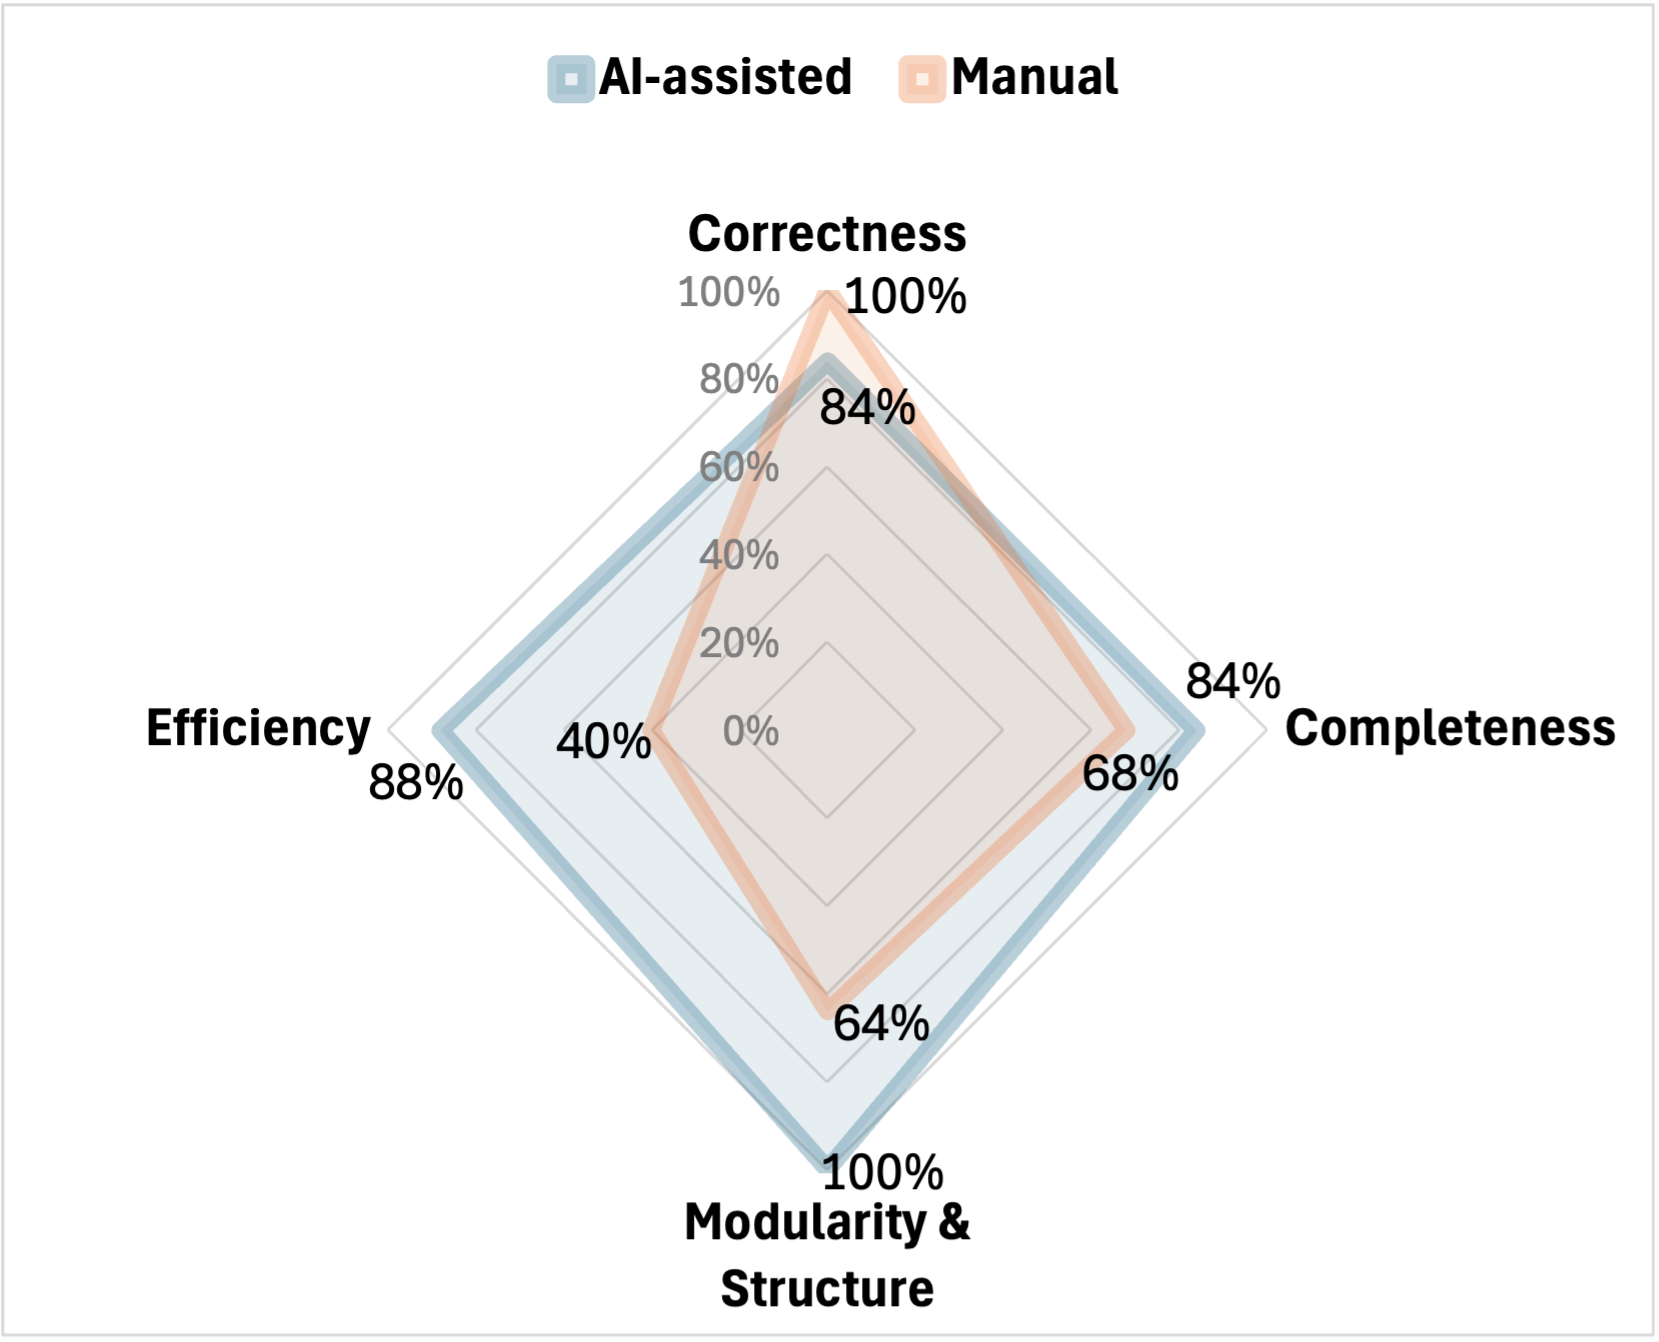 AI-assisted
Manual
Correctness
100%
100%
80%
84%
60%
40%
20%
0%
84%
Efficiency
40%
Completeness
68%
88%
64%
100%
Modularity &
Structure